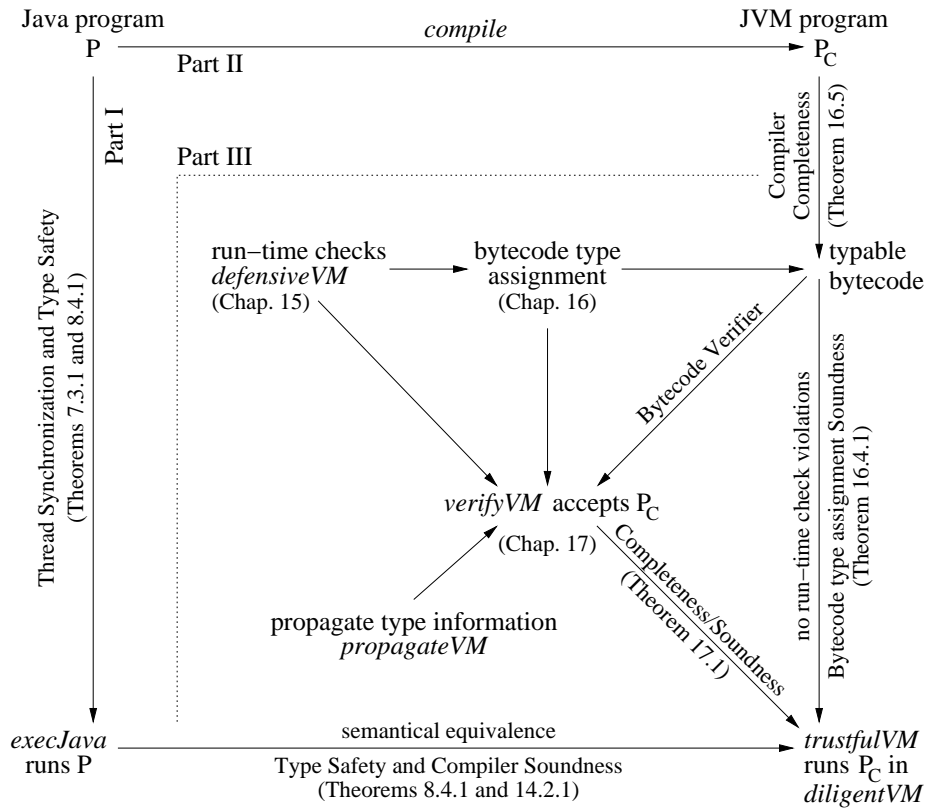 Java program
P
compile
JVM program
P_C
Part II
Part I
Part III
Compiler
Completeness
(Theorem 16.5)
Thread Synchronization and Type Safety
(Theorems 7.3.1 and 8.4.1)
run−time checks
defensiveVM
(Chap. 15)
bytecode type
assignment
(Chap. 16)
typable
bytecode
Bytecode Verifier
no run−time check violations
Bytecode type assignment Soundness
(Theorem 16.4.1)
verifyVM accepts P_C
(Chap. 17)
Completeness/Soundness
(Theorem 17.1)
propagate type information
propagateVM
execJava
runs P
semantical equivalence
Type Safety and Compiler Soundness
(Theorems 8.4.1 and 14.2.1)
trustfulVM
runs P_C in
diligentVM